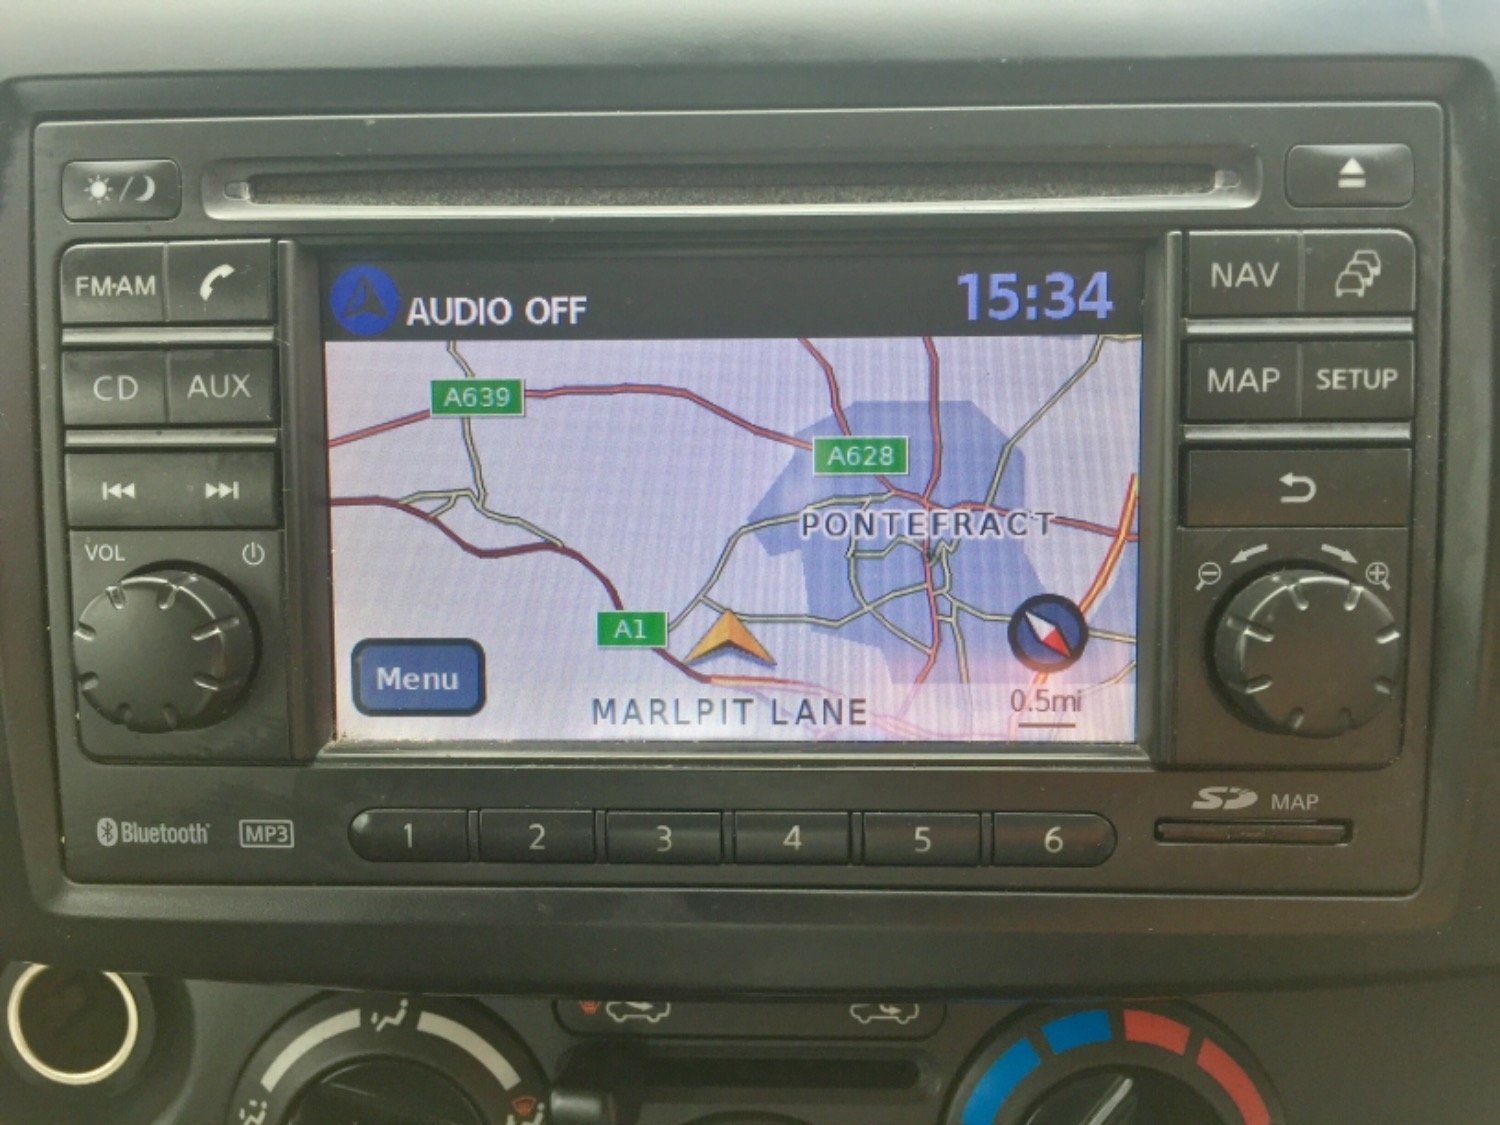 FM·AM
CD AUX
VOL
AUDIO OFF 15:34
A639
A628
PONTEFRACT
A1
Menu
MARLPIT LANE
0.5mi
NAV
MAP SETUP
Bluetooth MP3
1 2 3 4 5 6
SD MAP